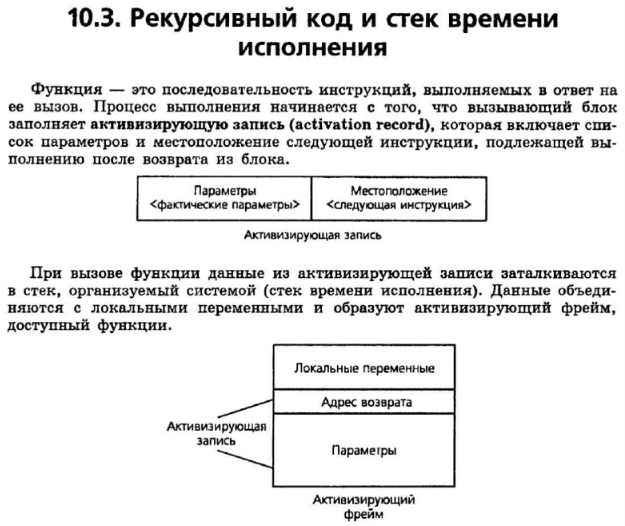 10.3. Рекурсивный код и стек времени
исполнения
Функция — это последовательность инструкций, выполняемых в ответ на
ее вызов. Процесс выполнения начинается с того, что вызывающий блок
заполняет активизирующую запись (activation record), которая включает спи-
сок параметров и местоположение следующей инструкции, подлежащей вы-
полнению после возврата из блока.
Параметры
<фактические параметры>
Местоположение
<следующая инструкция>
Активизирующая запись
При вызове функции данные из активизирующей записи заталкиваются
в стек, организуемый системой (стек времени исполнения). Данные объеди-
няются с локальными переменными и образуют активизирующий фрейм,
доступный функции.
Локальные переменные
Адрес возврата
Активизирующая
запись
Параметры
Активизирующий
фрейм